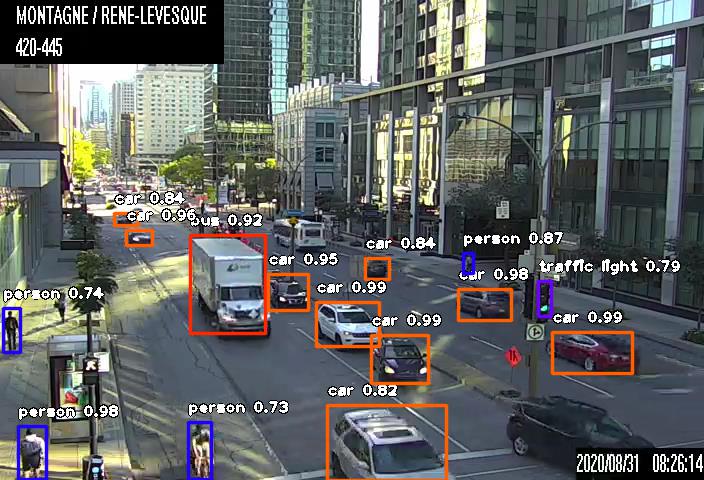 MONTAGNE / RENE-LEVESQUE
420-445
car 0.84
car 0.96
bus 0.92
car 0.84
person 0.87
car 0.95
car 0.98
traffic light 0.79
person 0.74
car 0.99
car 0.99
car 0.99
car 0.82
person 0.98
person 0.73
2020/08/31 08:26:14